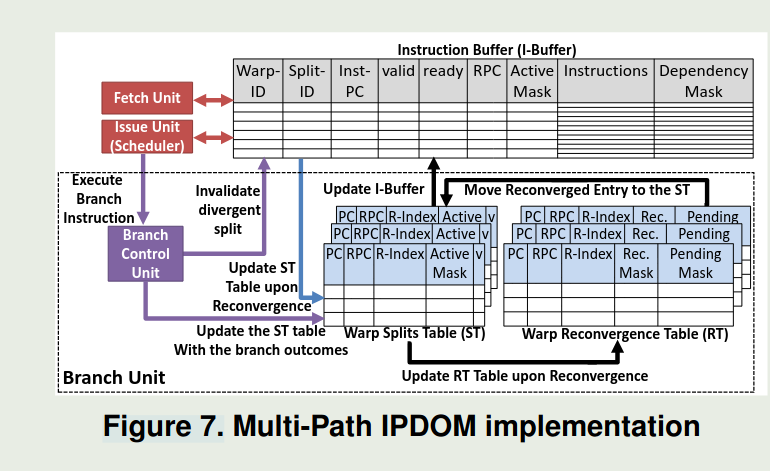 Instruction Buffer (I-Buffer)
Warp-ID Split-ID Inst-PC valid ready RPC Active Mask Instructions Dependency Mask
Fetch Unit
Issue Unit
(Scheduler)
Execute
Branch
Instruction
Invalidate
divergent
split
Update I-Buffer
Move Reconverged Entry to the ST
Branch
Control
Unit
PC RPC R-Index Active v
PC RPC R-Index Active v
PC RPC R-Index Active Mask v
PC RPC R-Index Rec. Pending
PC RPC R-Index Rec. Pending
PC RPC R-Index Rec. Mask Pending Mask
Update ST
Table upon
Reconvergence
Update the ST table
With the branch outcomes
Warp Splits Table (ST)
Warp Reconvergence Table (RT)
Update RT Table upon Reconvergence
Branch Unit
Figure 7. Multi-Path IPDOM implementation